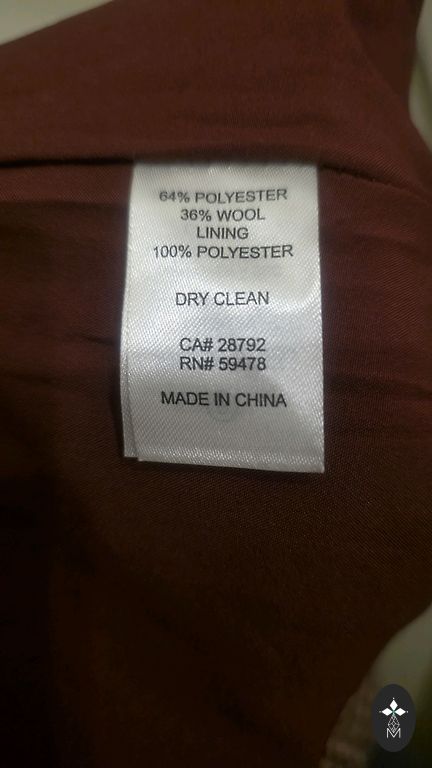 64% POLYESTER
36% WOOL
LINING
100% POLYESTER
DRY CLEAN
CA# 28792
RN# 59478
MADE IN CHINA
M